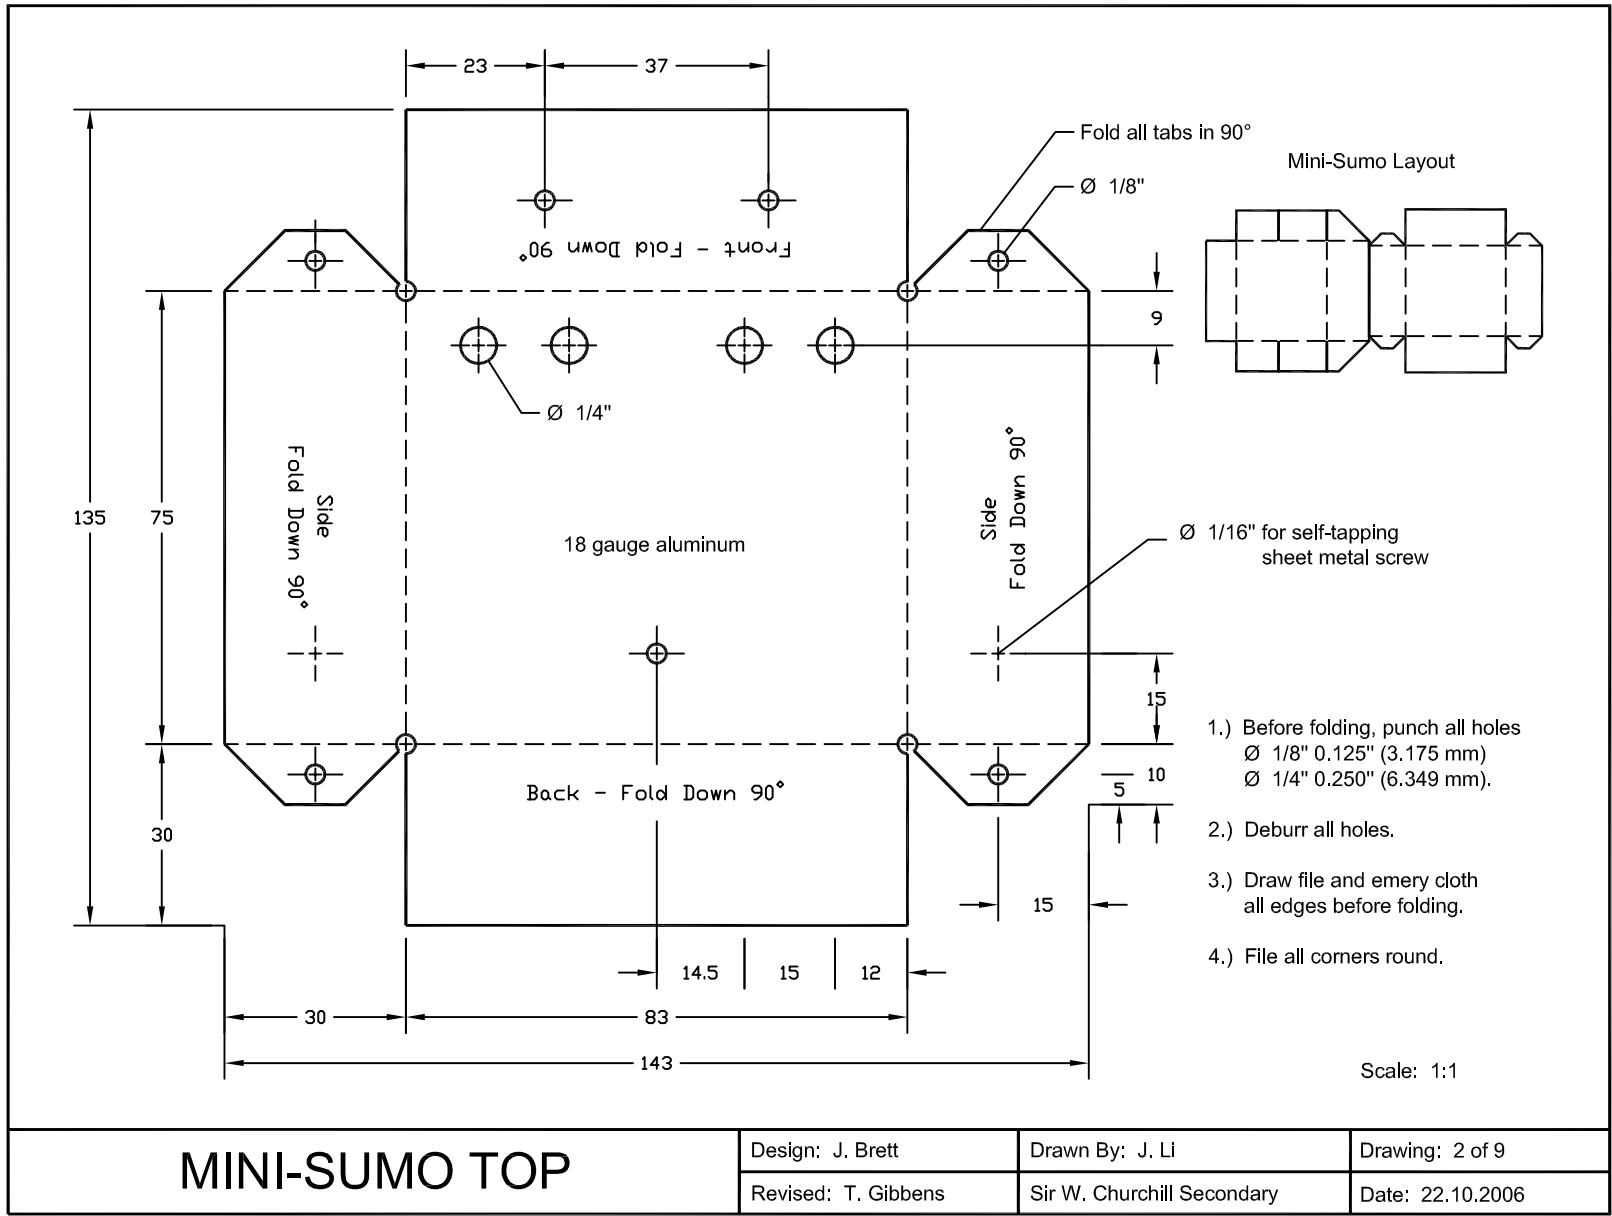 23
37
Fold all tabs in 90°
Ø 1/8"
Mini-Sumo Layout
Front - Fold Down 90°
9
Ø 1/4"
135
75
Side
Fold Down 90°
Side
Fold Down 90°
18 gauge aluminum
Ø 1/16" for self-tapping
sheet metal screw
15
10
5
1.) Before folding, punch all holes
Ø 1/8" 0.125" (3.175 mm)
Ø 1/4" 0.250" (6.349 mm).
2.) Deburr all holes.
3.) Draw file and emery cloth
all edges before folding.
4.) File all corners round.
Back - Fold Down 90°
30
15
14.5
15
12
30
83
143
Scale: 1:1
MINI-SUMO TOP
Design: J. Brett
Drawn By: J. Li
Drawing: 2 of 9
Revised: T. Gibbens
Sir W. Churchill Secondary
Date: 22.10.2006